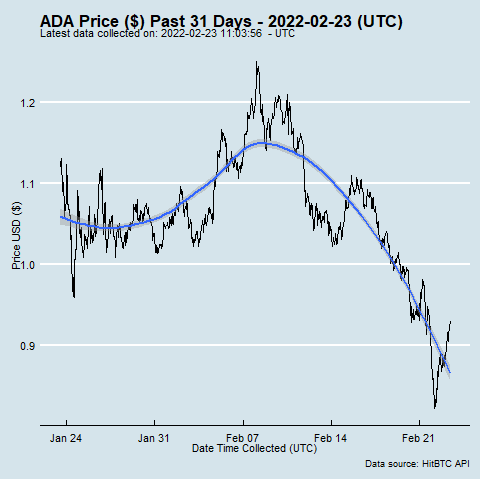 ADA Price ($) Past 31 Days - 2022-02-23 (UTC)
Latest data collected on: 2022-02-23 11:03:56 - UTC
1.2
1.1
1.0
0.9
Price USD ($)
Jan 24 Jan 31 Feb 07 Feb 14 Feb 21
Date Time Collected (UTC)
Data source: HitBTC API